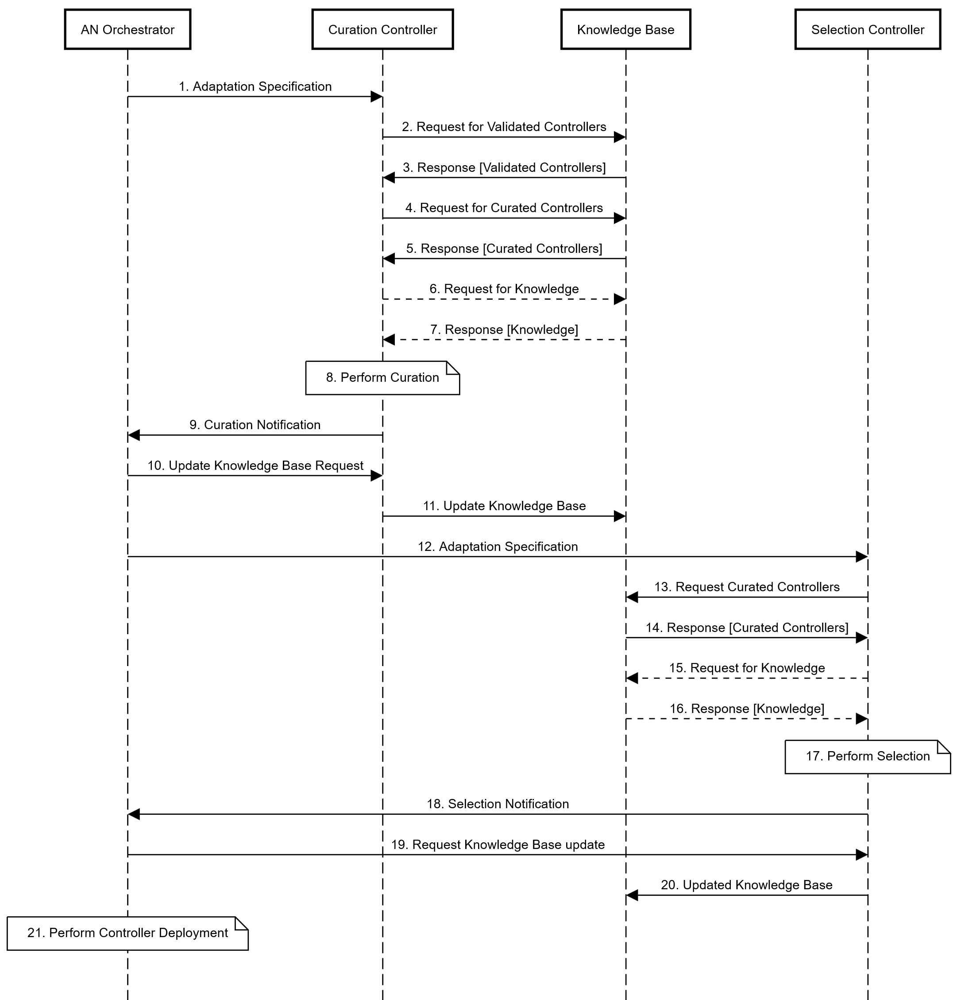 AN Orchestrator
Curation Controller
Knowledge Base
Selection Controller
1. Adaptation Specification
2. Request for Validated Controllers
3. Response [Validated Controllers]
4. Request for Curated Controllers
5. Response [Curated Controllers]
6. Request for Knowledge
7. Response [Knowledge]
8. Perform Curation
9. Curation Notification
10. Update Knowledge Base Request
11. Update Knowledge Base
12. Adaptation Specification
13. Request Curated Controllers
14. Response [Curated Controllers]
15. Request for Knowledge
16. Response [Knowledge]
17. Perform Selection
18. Selection Notification
19. Request Knowledge Base update
20. Updated Knowledge Base
21. Perform Controller Deployment